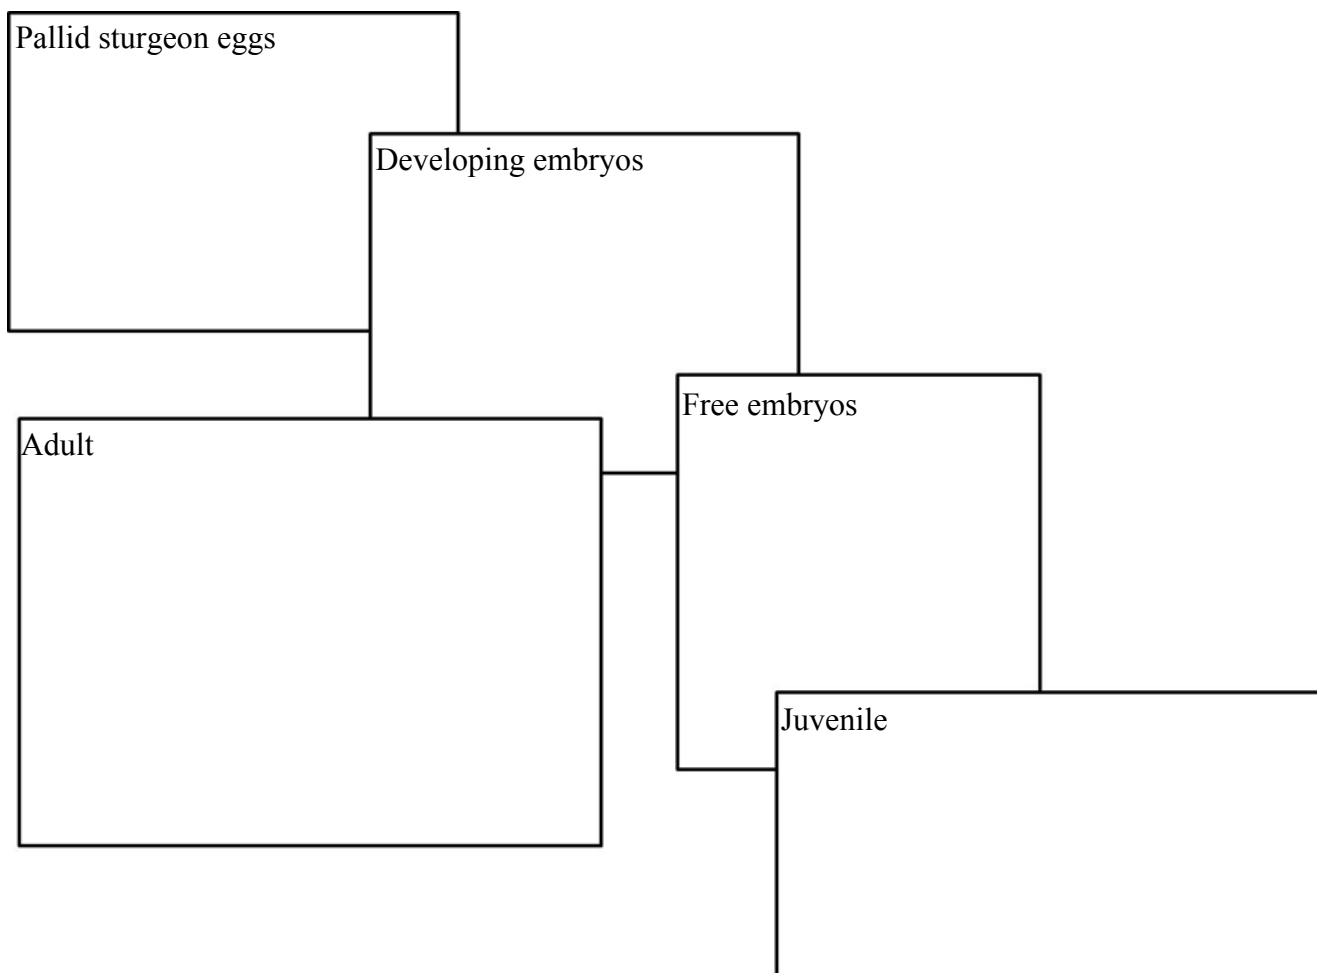 Pallid sturgeon eggs
Developing embryos
Free embryos
Adult
Juvenile